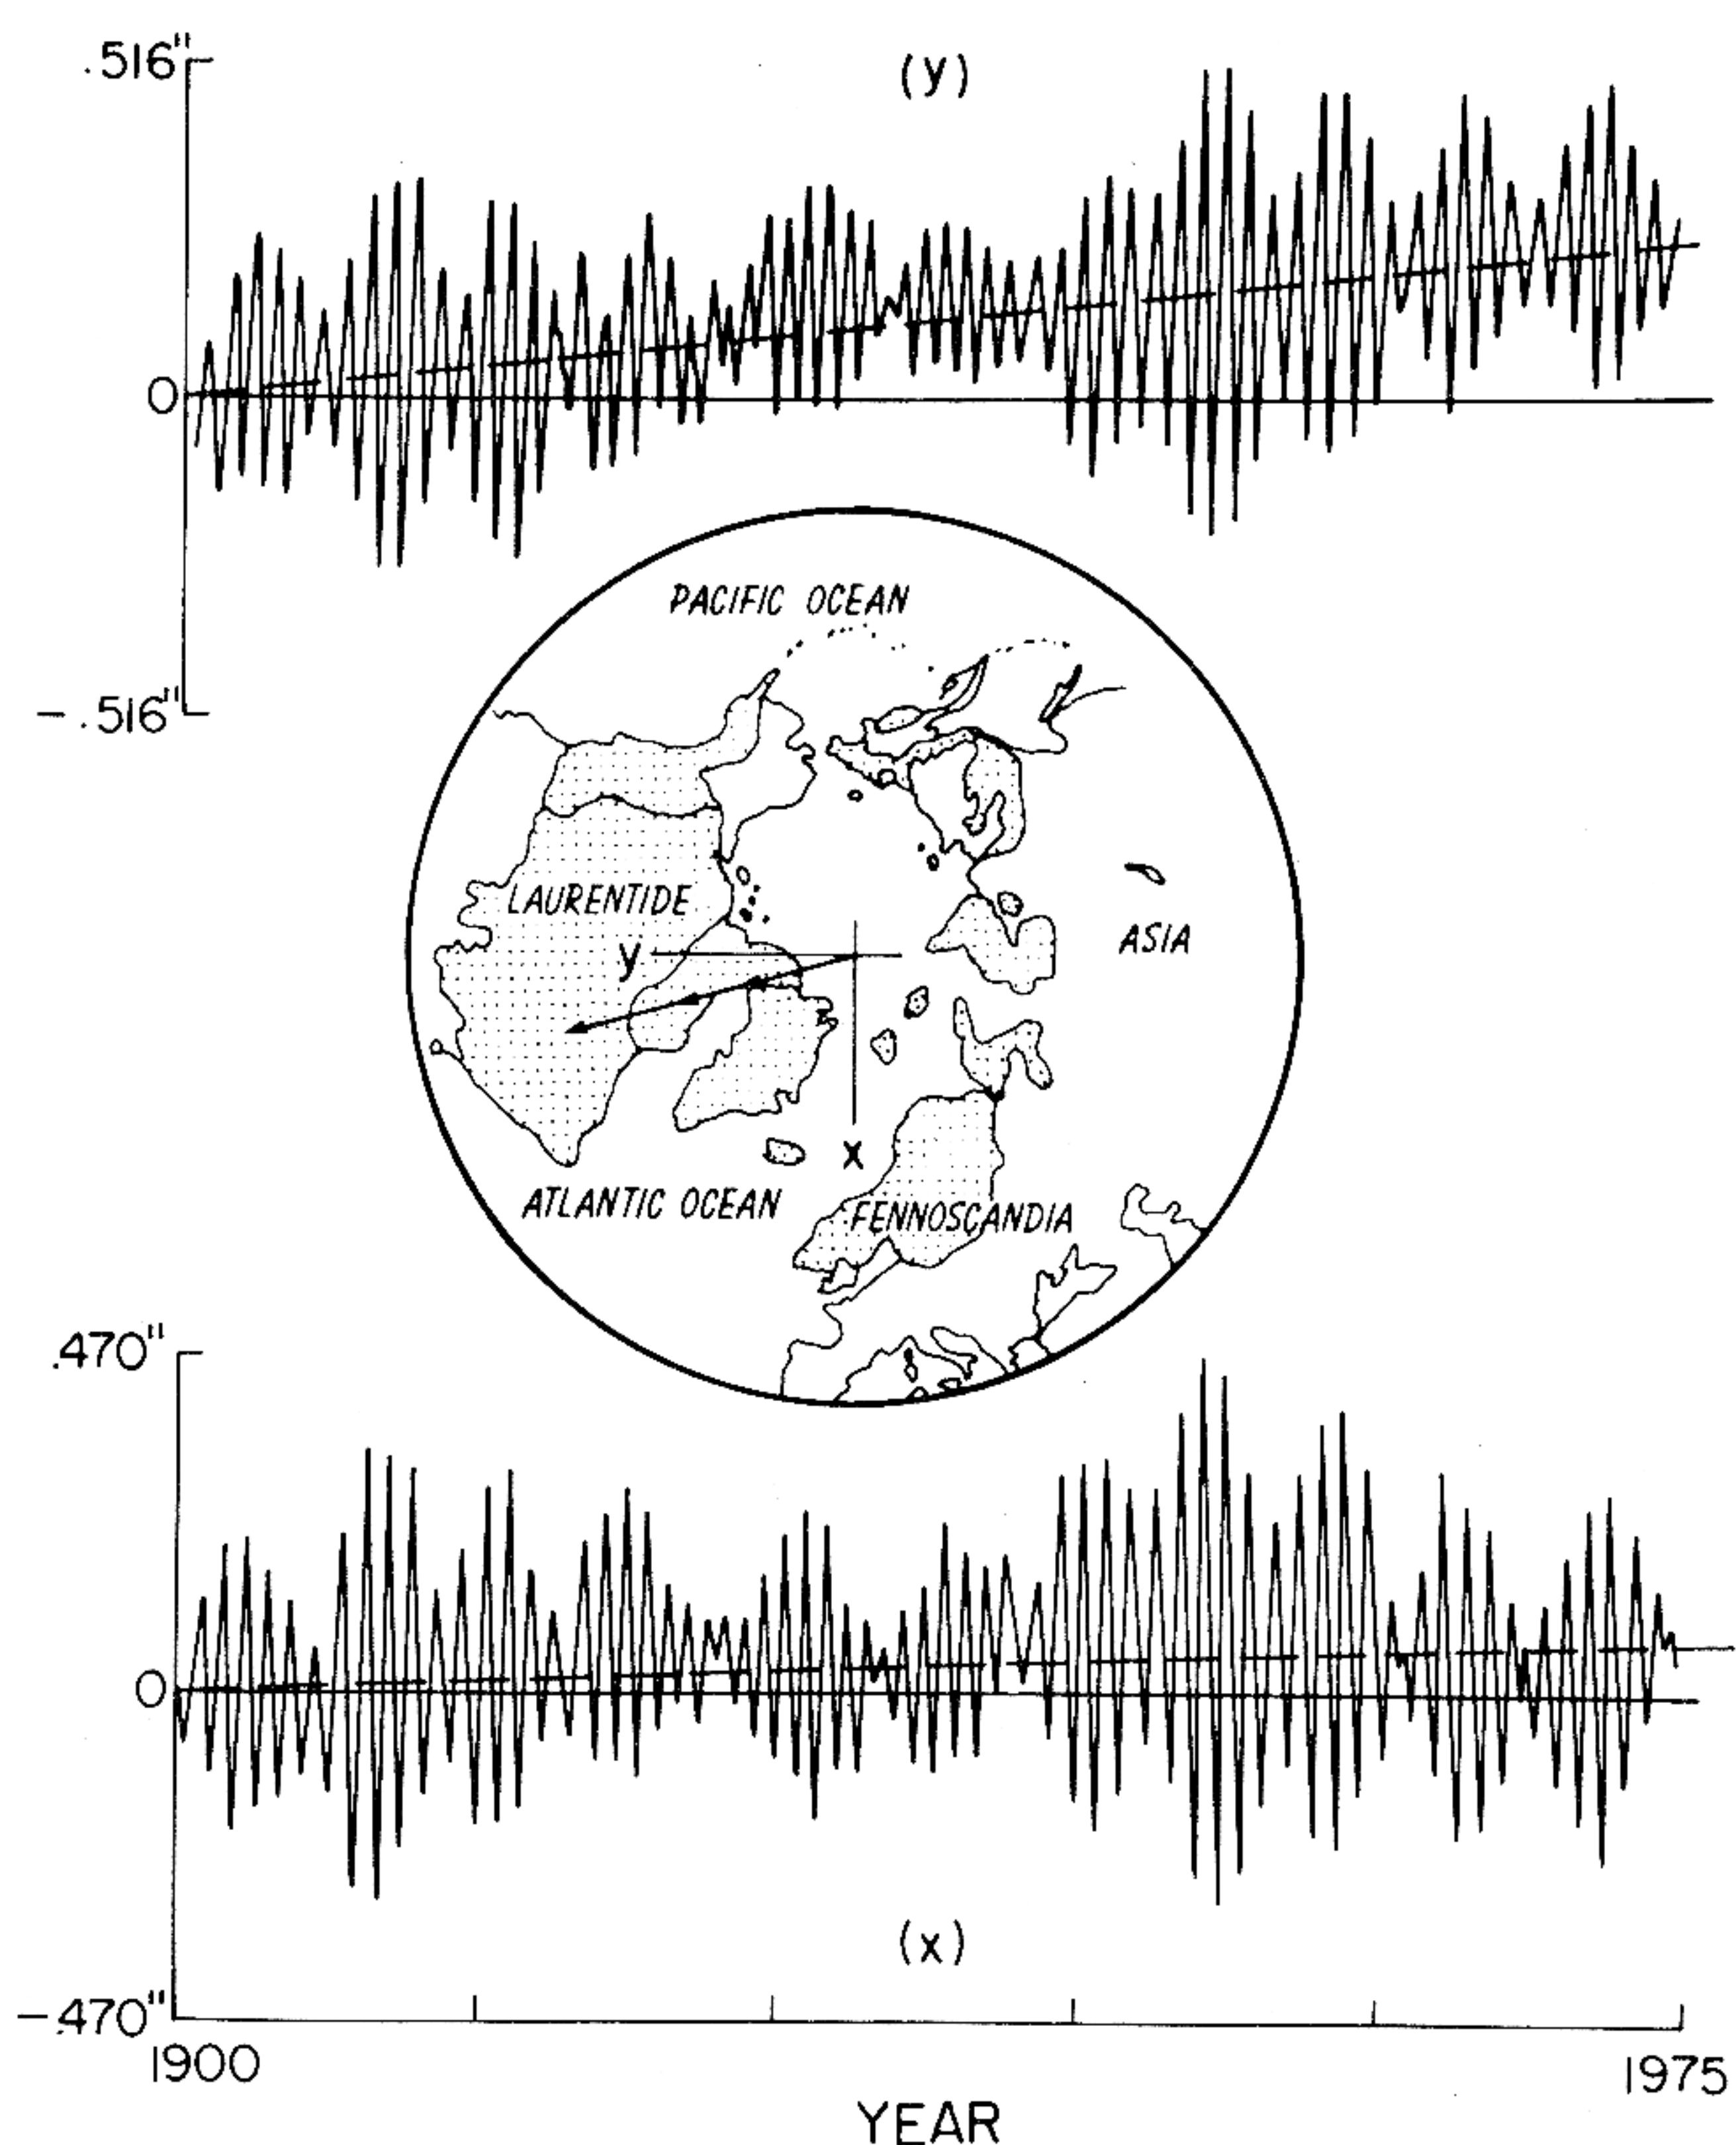 .516"
(y)
0
-.516"
PACIFIC OCEAN
LAURENTIDE
y
ASIA
x
ATLANTIC OCEAN
FENNOSCANDIA
.470"
0
(x)
-.470"
1900
1975
YEAR